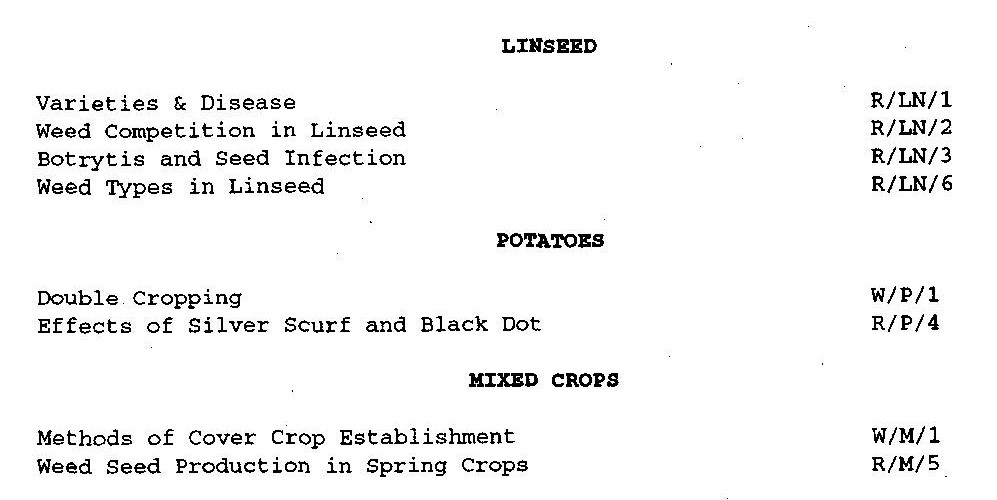 LINSEED
Varieties & Disease R/LN/1
Weed Competition in Linseed R/LN/2
Botrytis and Seed Infection R/LN/3
Weed Types in Linseed R/LN/6
POTATOES
Double Cropping W/P/1
Effects of Silver Scurf and Black Dot R/P/4
MIXED CROPS
Methods of Cover Crop Establishment W/M/1
Weed Seed Production in Spring Crops R/M/5